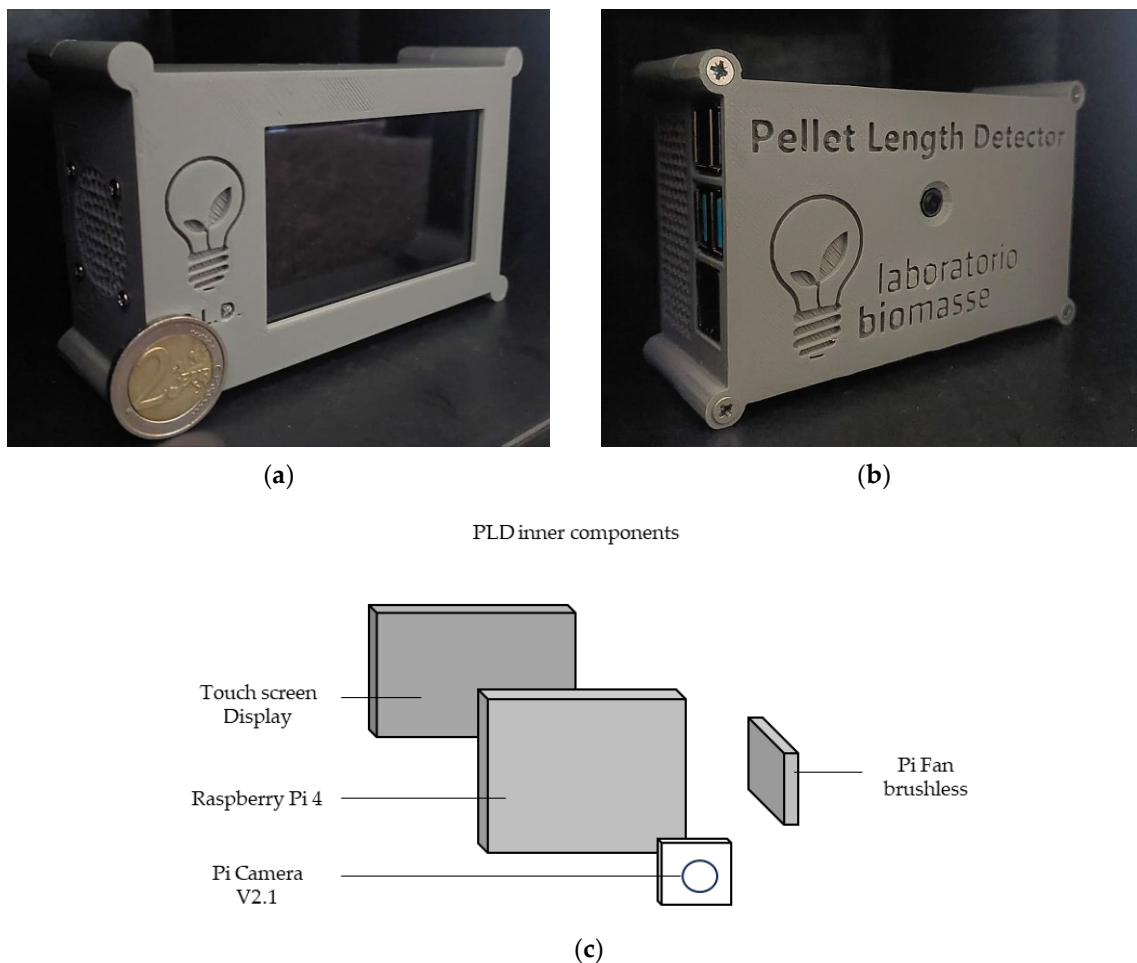 2
(a)
Pellet Length Detector
laboratorio
biomasse
(b)
PLD inner components
Touch screen
Display
Raspberry Pi 4
Pi Camera
V2.1
Pi Fan
brushless
(c)